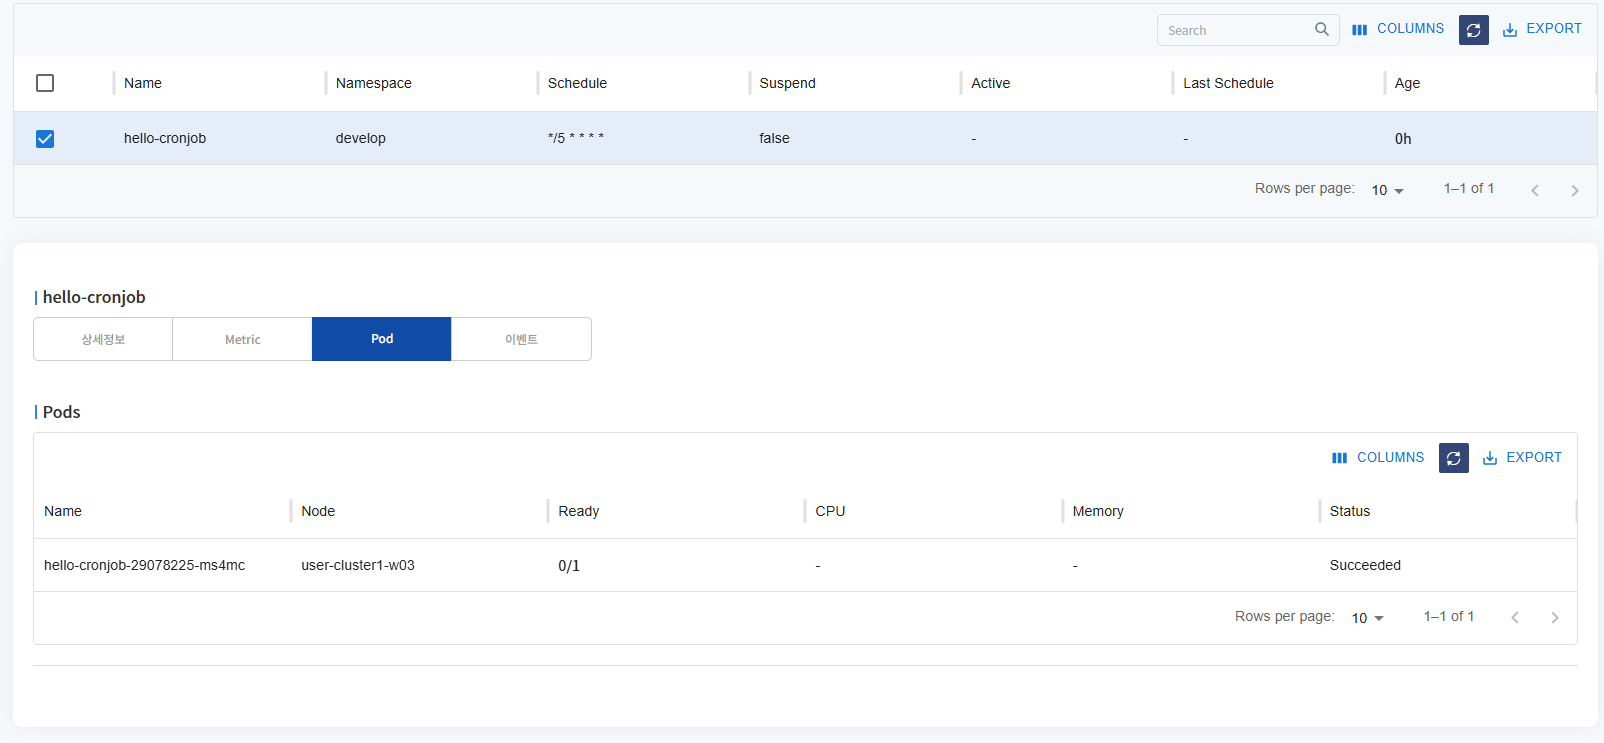 Search COLUMNS EXPORT
Name Namespace Schedule Suspend Active Last Schedule Age
hello-cronjob develop */5 * * * * false - - 0h
Rows per page: 10 1–1 of 1
hello-cronjob
상세정보 Metric Pod 이벤트
Pods
COLUMNS EXPORT
Name Node Ready CPU Memory Status
hello-cronjob-29078225-ms4mc user-cluster1-w03 0/1 - - Succeeded
Rows per page: 10 1–1 of 1